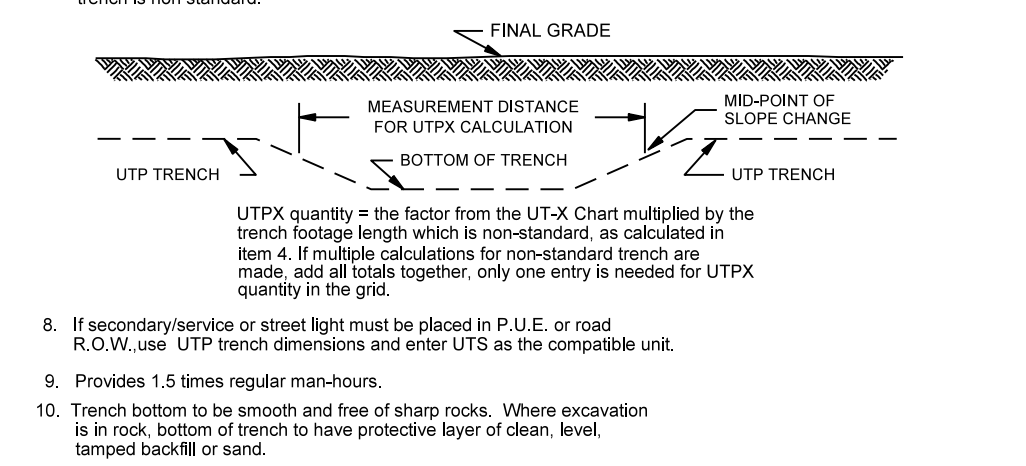 trench is non standard.
FINAL GRADE
MEASUREMENT DISTANCE
FOR UTPX CALCULATION
MID-POINT OF
SLOPE CHANGE
BOTTOM OF TRENCH
UTP TRENCH
UTP TRENCH
UTPX quantity = the factor from the UT-X Chart multiplied by the
trench footage length which is non-standard, as calculated in
item 4. If multiple calculations for non-standard trench are
made, add all totals together, only one entry is needed for UTPX
quantity in the grid.
8. If secondary/service or street light must be placed in P.U.E. or road
R.O.W.,use UTP trench dimensions and enter UTS as the compatible unit.
9. Provides 1.5 times regular man-hours.
10. Trench bottom to be smooth and free of sharp rocks. Where excavation
is in rock, bottom of trench to have protective layer of clean, level,
tamped backfill or sand.